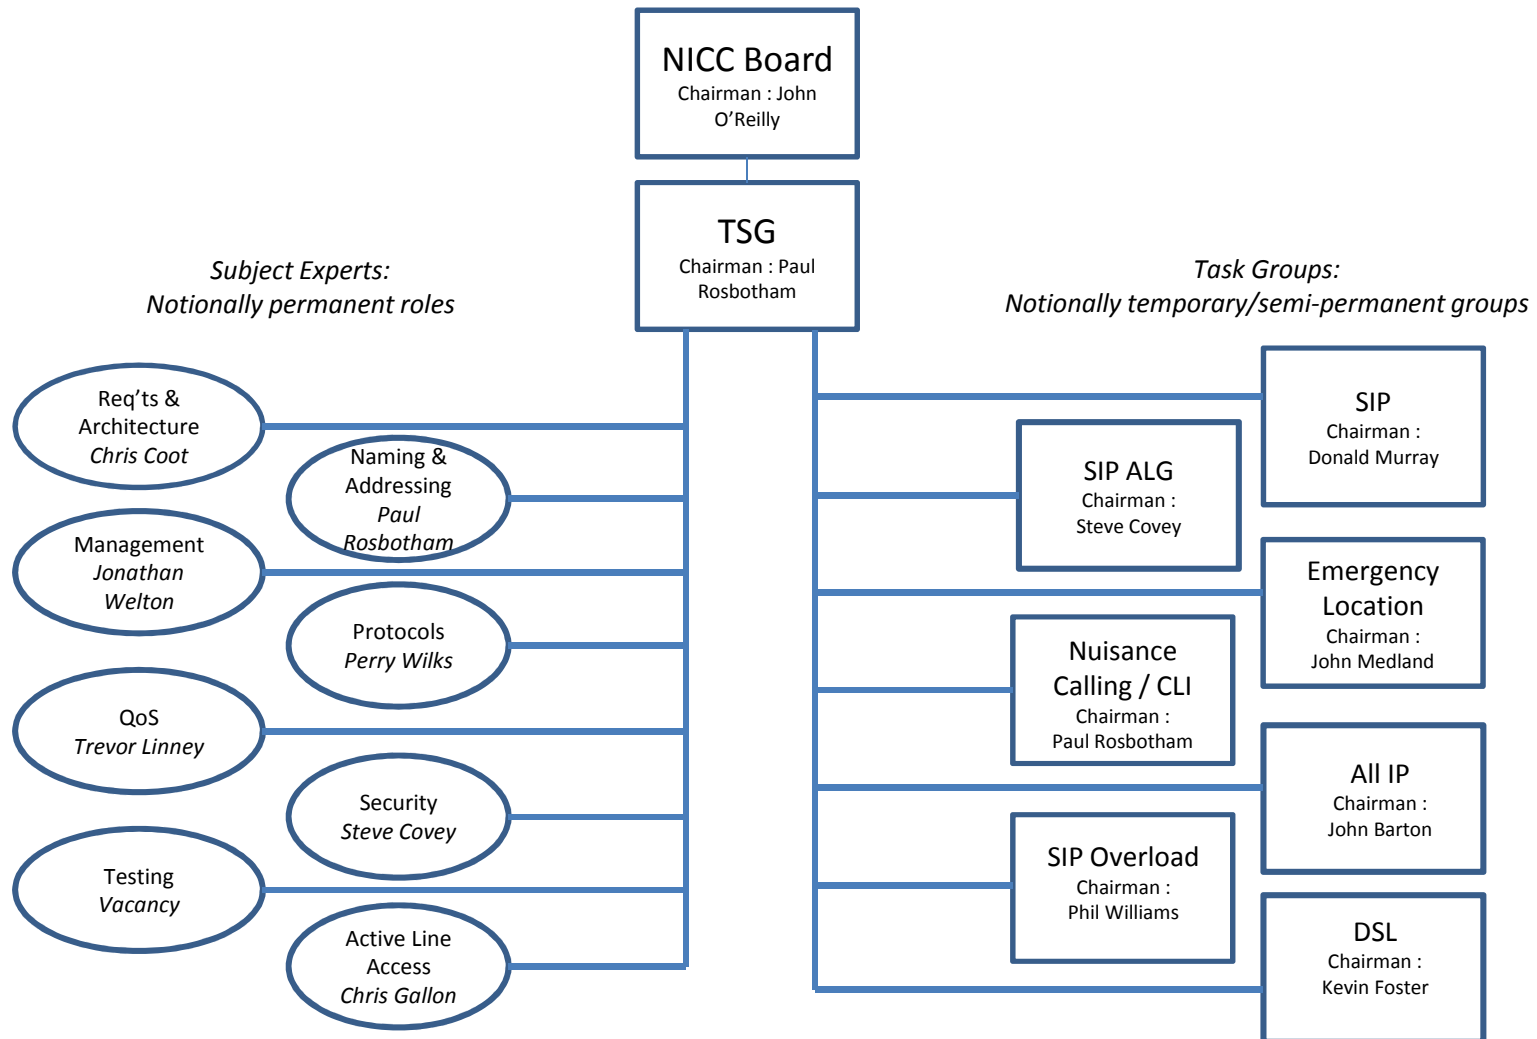 NICC Board
Chairman : John
O’Reilly
TSG
Chairman : Paul
Rosbotham
Subject Experts:
Notionally permanent roles
Req’ts &
Architecture
Chris Coot
Naming &
Addressing
Paul
Rosbotham
Management
Jonathan
Welton
Protocols
Perry Wilks
QoS
Trevor Linney
Security
Steve Covey
Testing
Vacancy
Active Line
Access
Chris Gallon
Task Groups:
Notionally temporary/semi-permanent groups
SIP
Chairman :
Donald Murray
SIP ALG
Chairman :
Steve Covey
Emergency
Location
Chairman :
John Medland
Nuisance
Calling / CLI
Chairman :
Paul Rosbotham
All IP
Chairman :
John Barton
SIP Overload
Chairman :
Phil Williams
DSL
Chairman :
Kevin Foster